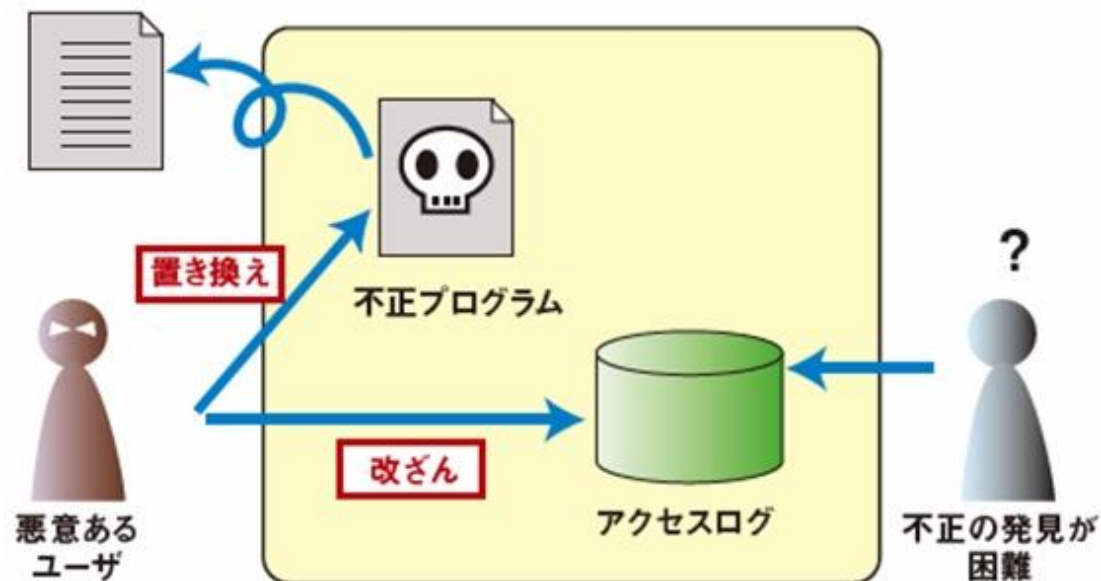 置き換え
不正プログラム
?
改ざん
アクセスログ
悪意ある
ユーザ
不正の発見が
困難